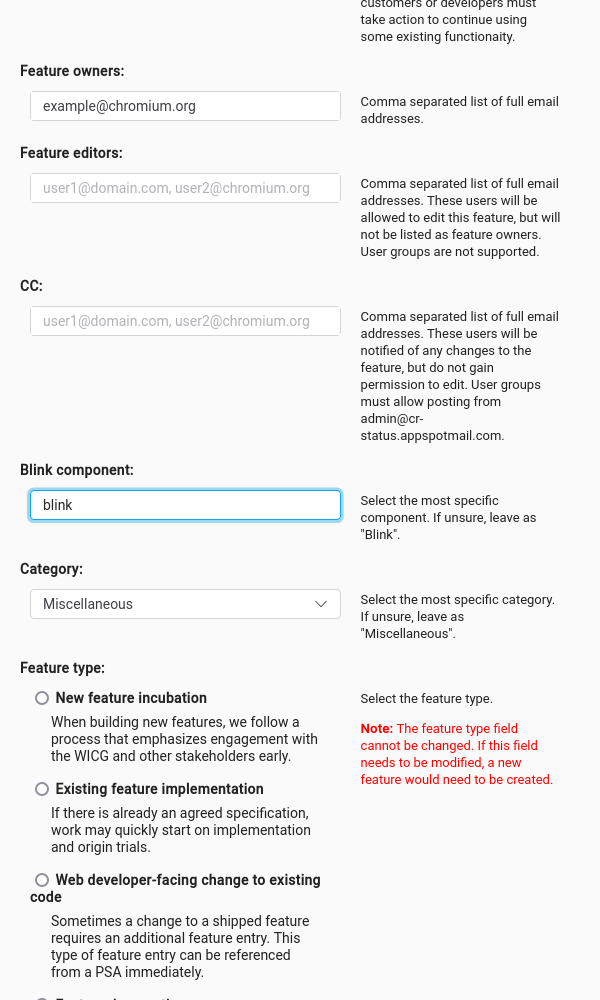 customers or developers must
take action to continue using
some existing functionaity.
Feature owners:
example@chromium.org
Comma separated list of full email
addresses.
Feature editors:
user1@domain.com, user2@chromium.org
Comma separated list of full email
addresses. These users will be
allowed to edit this feature, but will
not be listed as feature owners.
User groups are not supported.
CC:
user1@domain.com, user2@chromium.org
Comma separated list of full email
addresses. These users will be
notified of any changes to the
feature, but do not gain
permission to edit. User groups
must allow posting from
admin@cr-
status.appspotmail.com.
Blink component:
blink
Select the most specific
component. If unsure, leave as
"Blink".
Category:
Miscellaneous
Select the most specific category.
If unsure, leave as
"Miscellaneous".
Feature type:
New feature incubation
When building new features, we follow a
process that emphasizes engagement with
the WICG and other stakeholders early.
Existing feature implementation
If there is already an agreed specification,
work may quickly start on implementation
and origin trials.
Web developer-facing change to existing
code
Sometimes a change to a shipped feature
requires an additional feature entry. This
type of feature entry can be referenced
from a PSA immediately.
Select the feature type.
Note: The feature type field
cannot be changed. If this field
needs to be modified, a new
feature would need to be created.